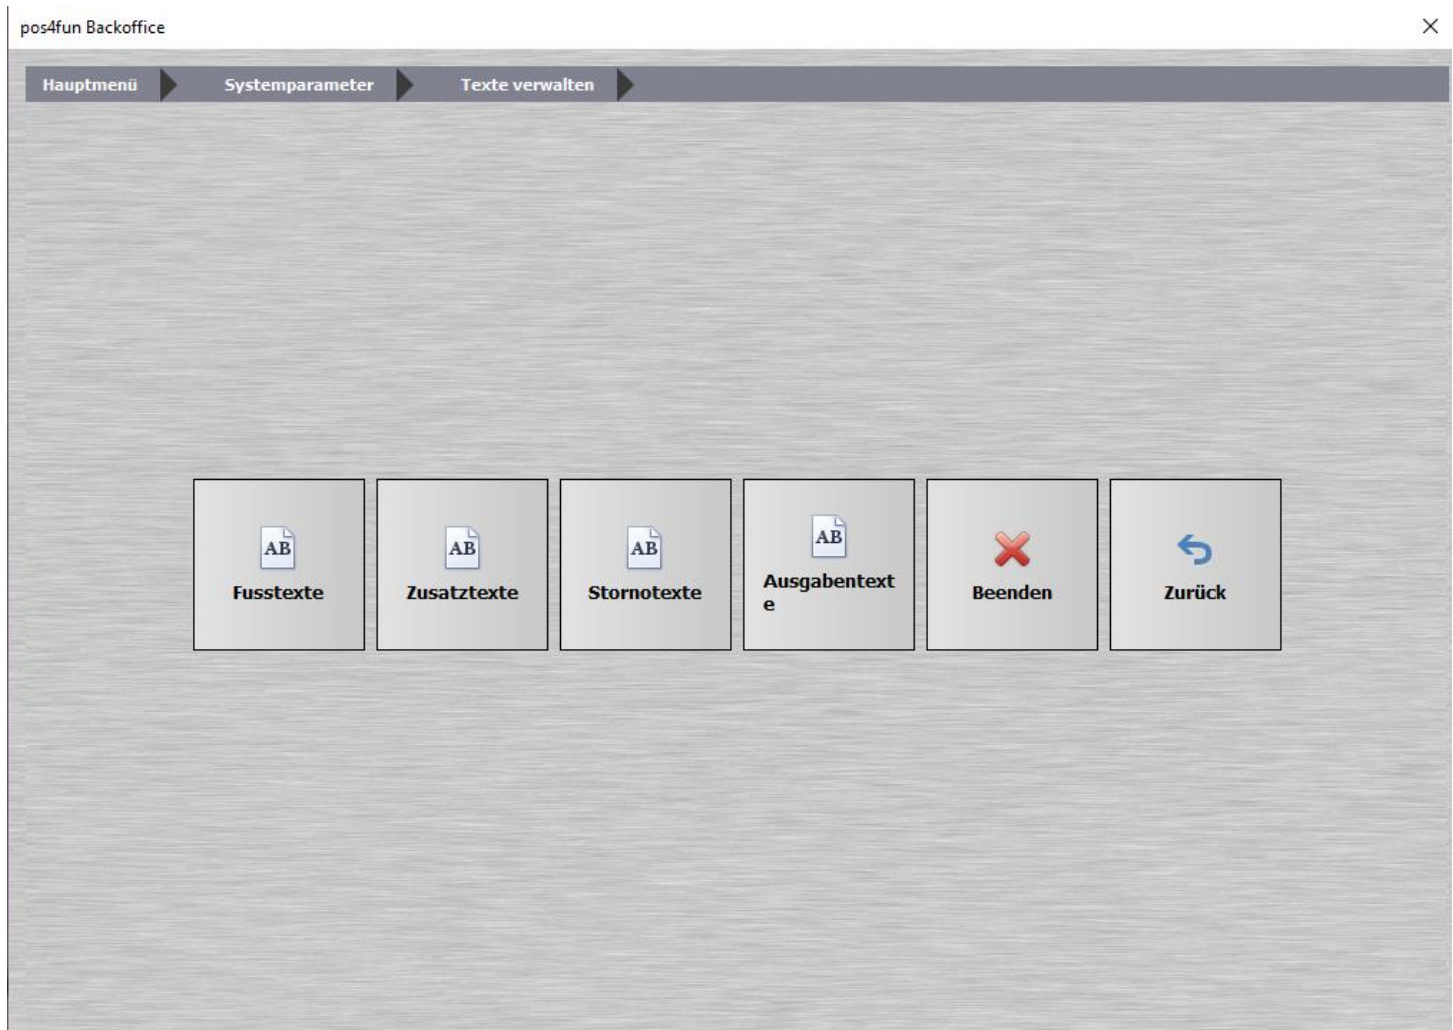 pos4fun Backoffice
Hauptmenü Systemparameter Texte verwalten
AB AB AB AB
Fusstexte Zusatztexte Stornotexte Ausgabentext
e
Beenden Zurück